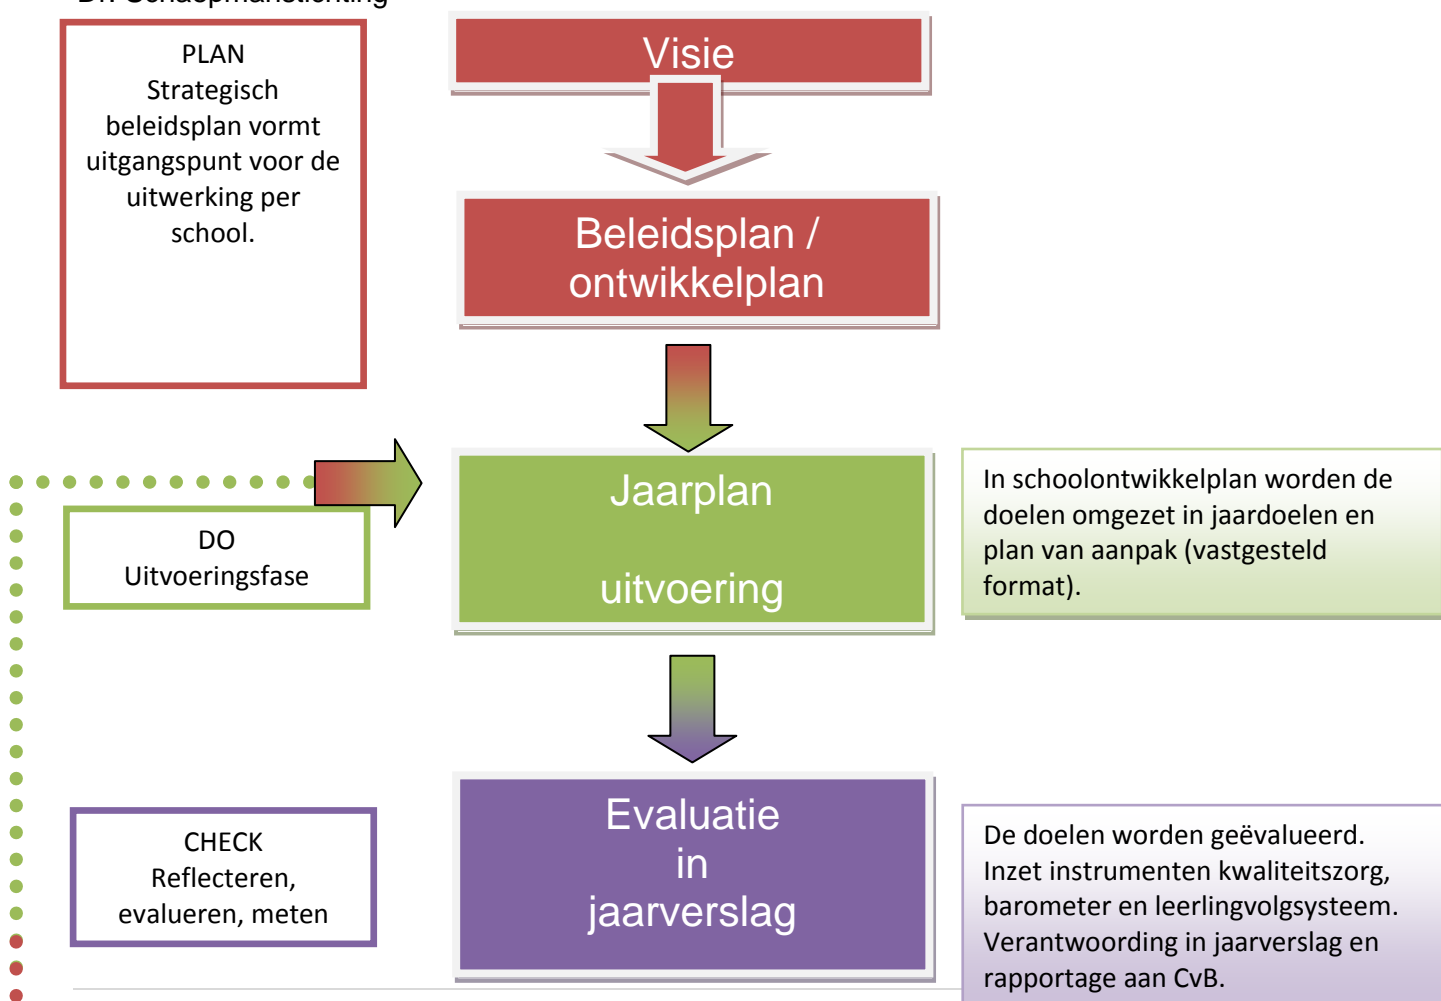 PLAN
Strategisch
beleidsplan vormt
uitgangspunt voor de
uitwerking per
school.
Visie
Beleidsplan /
ontwikkelplan
DO
Uitvoeringsfase
Jaarplan
uitvoering
In schoolontwikkelplan worden de
doelen omgezet in jaardoelen en
plan van aanpak (vastgesteld
format).
CHECK
Reflecteren,
evalueren, meten
Evaluatie
in
jaarverslag
De doelen worden geëvalueerd.
Inzet instrumenten kwaliteitszorg,
barometer en leerlingvolgsysteem.
Verantwoording in jaarverslag en
rapportage aan CvB.